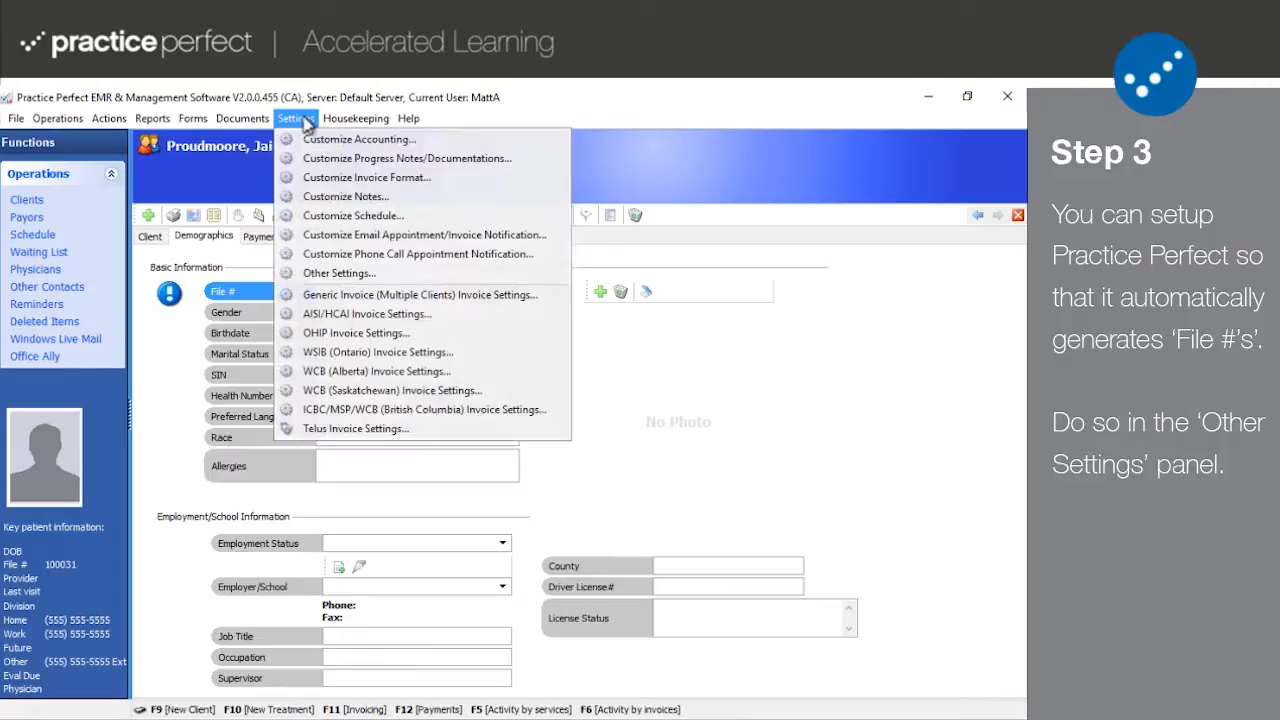 practice perfect | Accelerated Learning
Practice Perfect EMR & Management Software V2.0.0.455 (CA), Server: Default Server, Current User: MattA
File Operations Actions Reports Forms Documents Settings Housekeeping Help
Functions
Operations
Clients
Payors
Schedule
Waiting List
Physicians
Other Contacts
Reminders
Deleted Items
Windows Live Mail
Office Ally
Key patient information:
DOB
File # 100031
Provider
Last visit
Division
Home (555) 555-5555
Work (555) 555-5555
Future
Other (555) 555-5555 Ext
Eval Due
Physician
Proudmoore, Jai
Client Demographics Payme
Customize Accounting...
Customize Progress Notes/Documentations...
Customize Invoice Format...
Customize Notes...
Customize Schedule...
Customize Email Appointment/Invoice Notification...
Customize Phone Call Appointment Notification...
Other Settings...
Generic Invoice (Multiple Clients) Invoice Settings...
AISI/HCAI Invoice Settings...
OHIP Invoice Settings...
WSIB (Ontario) Invoice Settings...
WCB (Alberta) Invoice Settings...
WCB (Saskatchewan) Invoice Settings...
ICBC/MSP/WCB (British Columbia) Invoice Settings...
Telus Invoice Settings...
Basic Information
File #
Gender
Birthdate
Marital Status
SIN
Health Number
Preferred Lang
Race
Allergies
No Photo
Employment/School Information
Employment Status
Employer/School
Phone:
Fax:
Job Title
Occupation
Supervisor
County
Driver License#
License Status
F9 [New Client] F10 [New Treatment] F11 [Invoicing] F12 [Payments] F5 [Activity by services] F6 [Activity by invoices]
Step 3
You can setup
Practice Perfect so
that it automatically
generates ‘File #’s’.
Do so in the ‘Other
Settings’ panel.